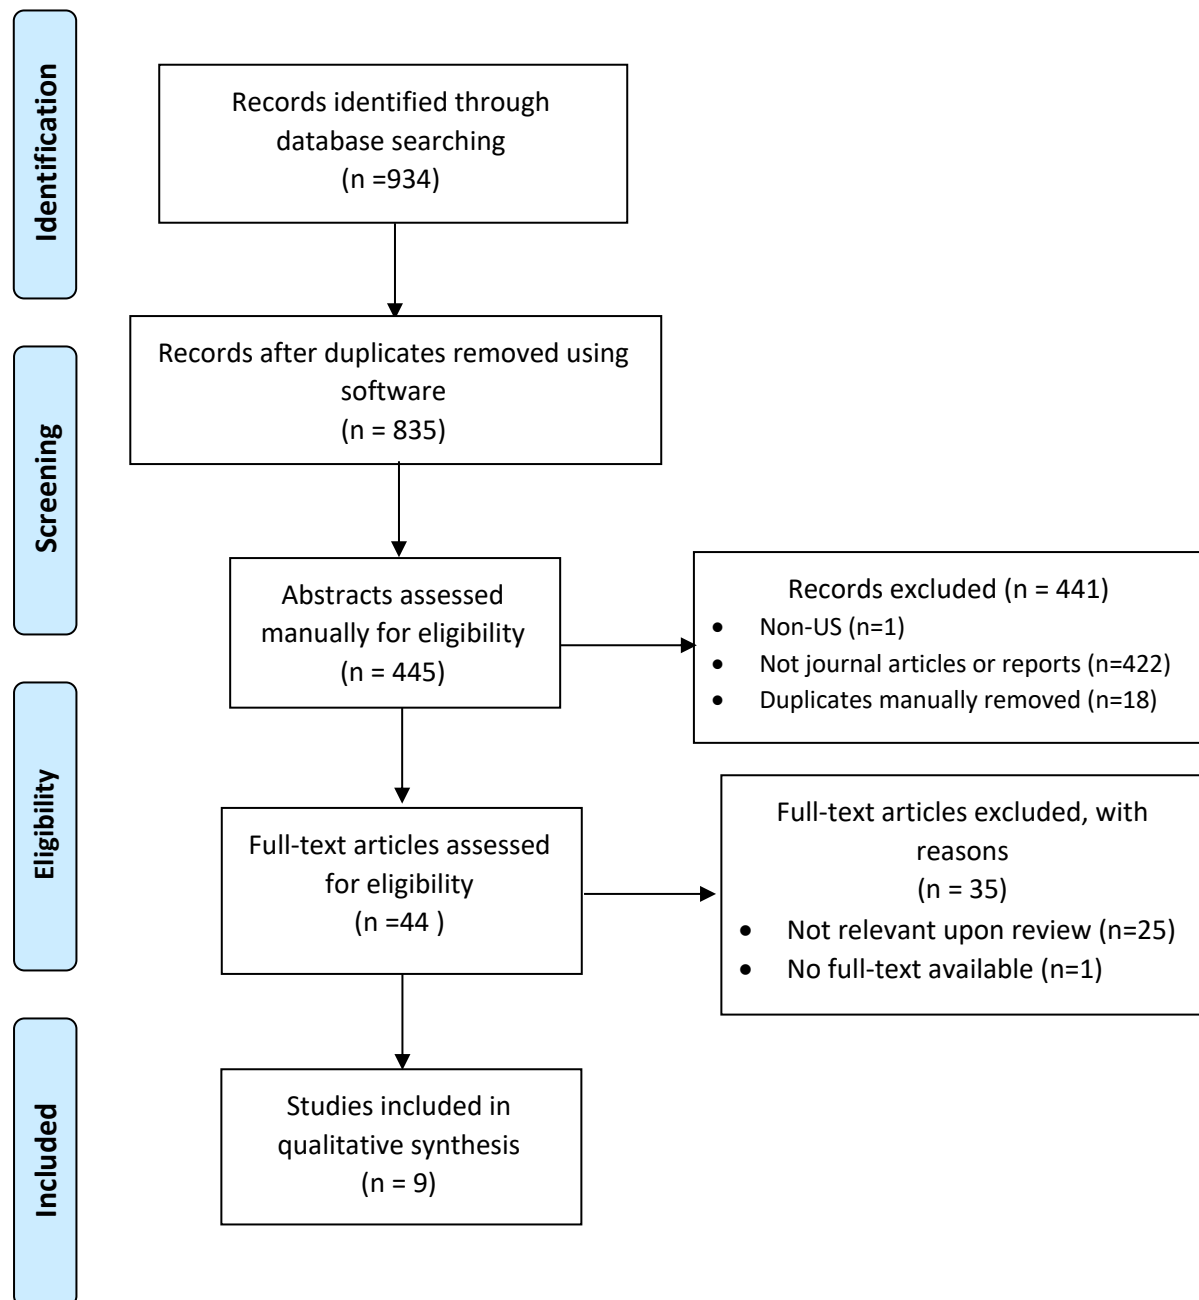 Identification
Records identified through
database searching
(n =934)
Records after duplicates removed using
software
(n = 835)
Screening
Abstracts assessed
manually for eligibility
(n = 445)
Records excluded (n = 441)
• Non-US (n=1)
• Not journal articles or reports (n=422)
• Duplicates manually removed (n=18)
Eligibility
Full-text articles assessed
for eligibility
(n =44 )
Full-text articles excluded, with
reasons
(n = 35)
• Not relevant upon review (n=25)
• No full-text available (n=1)
Included
Studies included in
qualitative synthesis
(n = 9)